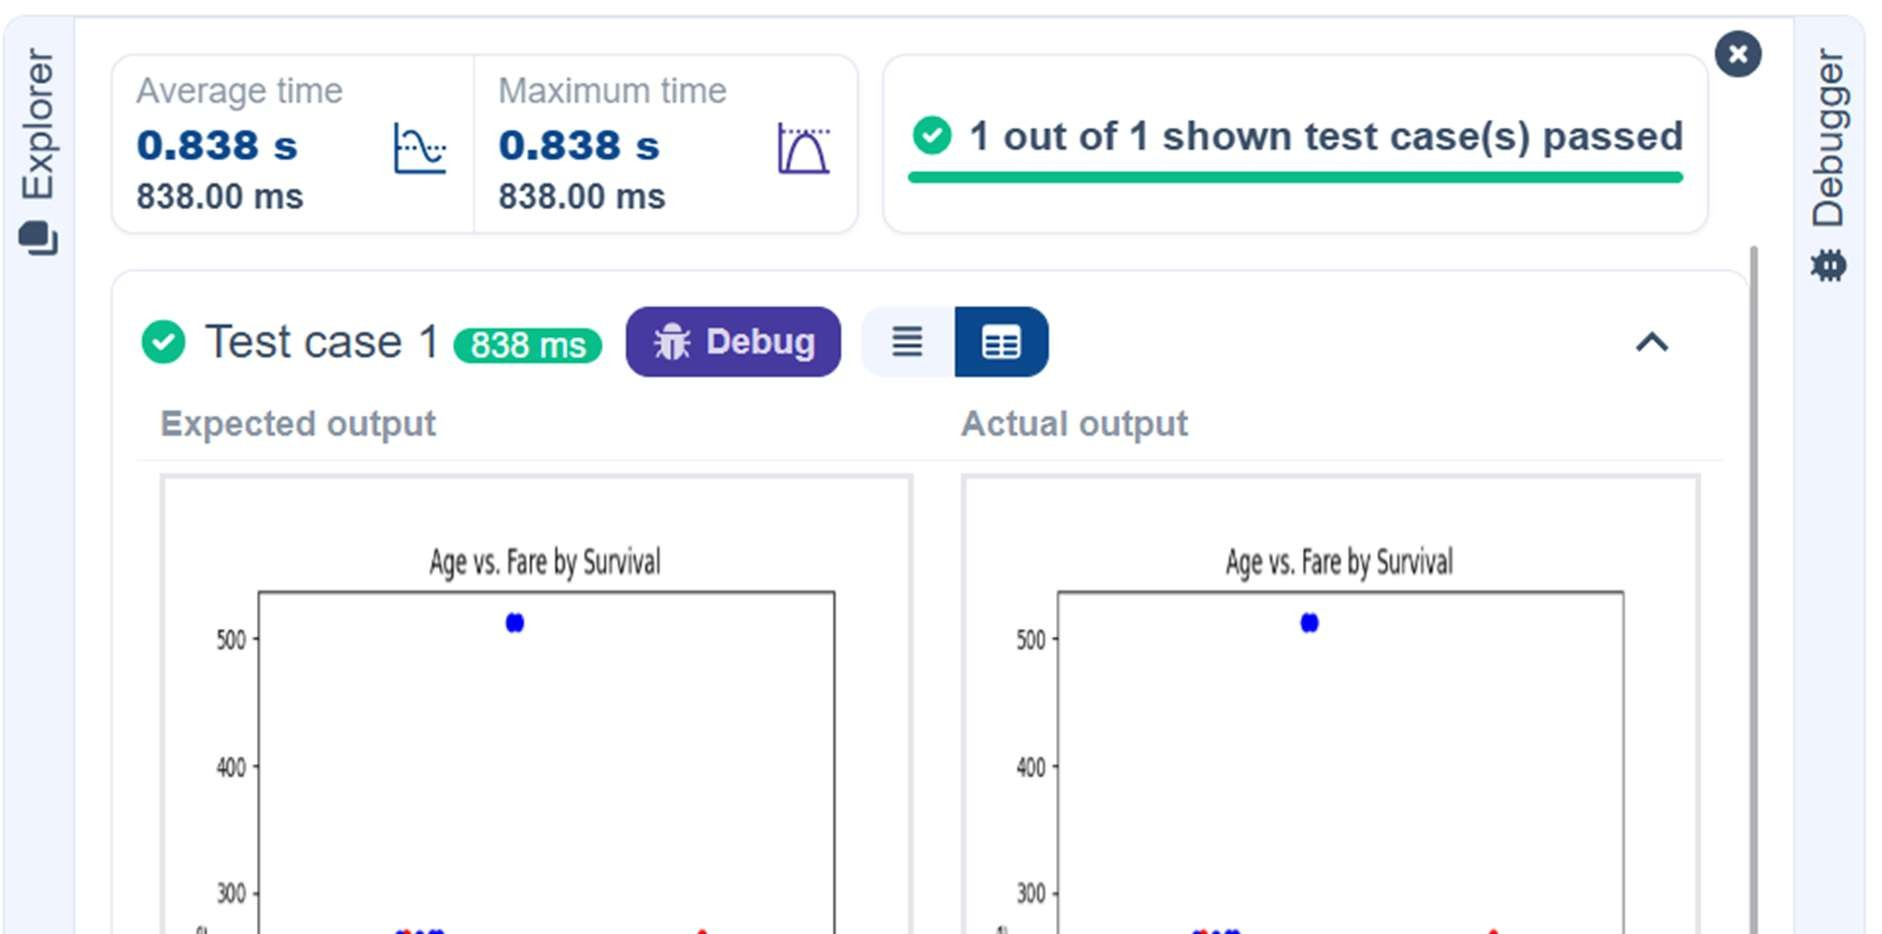 Explorer
Average time
0.838 s
838.00 ms
Maximum time
0.838 s
838.00 ms
1 out of 1 shown test case(s) passed
Debugger
Test case 1 838 ms Debug
Expected output
Actual output
Age vs. Fare by Survival
500
400
300
Age vs. Fare by Survival
500
400
300